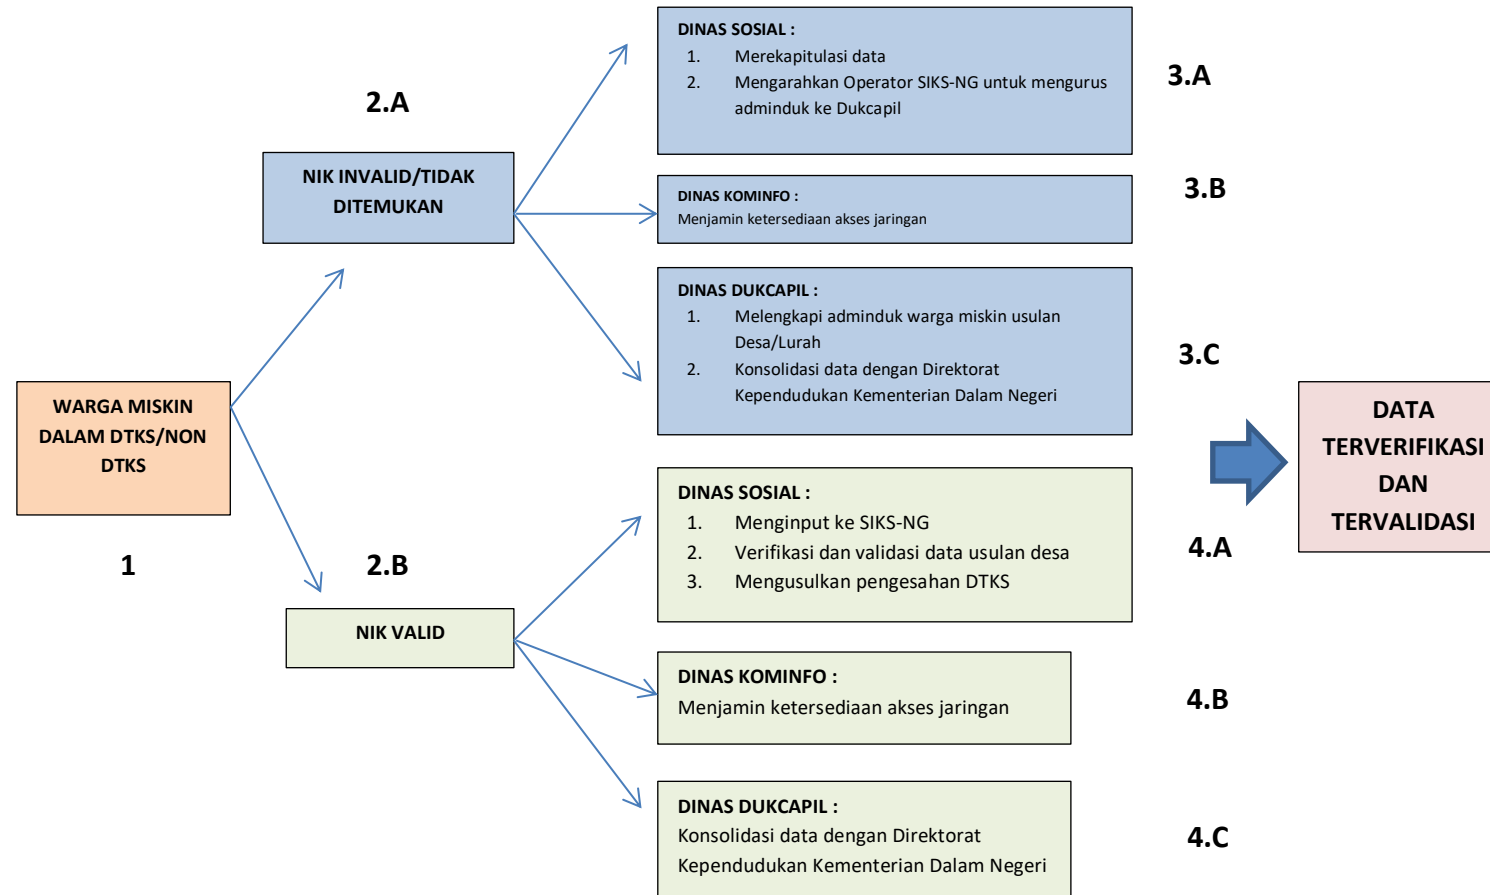 WARGA MISKIN
DALAM DTKS/NON
DTKS
1
2.A
NIK INVALID/TIDAK
DITEMUKAN
2.B
NIK VALID
DINAS SOSIAL :
1. Merekapitulasi data
2. Mengarahkan Operator SIKS-NG untuk mengurus
adminduk ke Dukcapil
3.A
DINAS KOMINFO :
Menjamin ketersediaan akses jaringan
3.B
DINAS DUKCAPIL :
1. Melengkapi adminduk warga miskin usulan
Desa/Lurah
2. Konsolidasi data dengan Direktorat
Kependudukan Kementerian Dalam Negeri
3.C
DINAS SOSIAL :
1. Menginput ke SIKS-NG
2. Verifikasi dan validasi data usulan desa
3. Mengusulkan pengesahan DTKS
4.A
DINAS KOMINFO :
Menjamin ketersediaan akses jaringan
4.B
DINAS DUKCAPIL :
Konsolidasi data dengan Direktorat
Kependudukan Kementerian Dalam Negeri
4.C
DATA
TERVERIFIKASI
DAN
TERVALIDASI